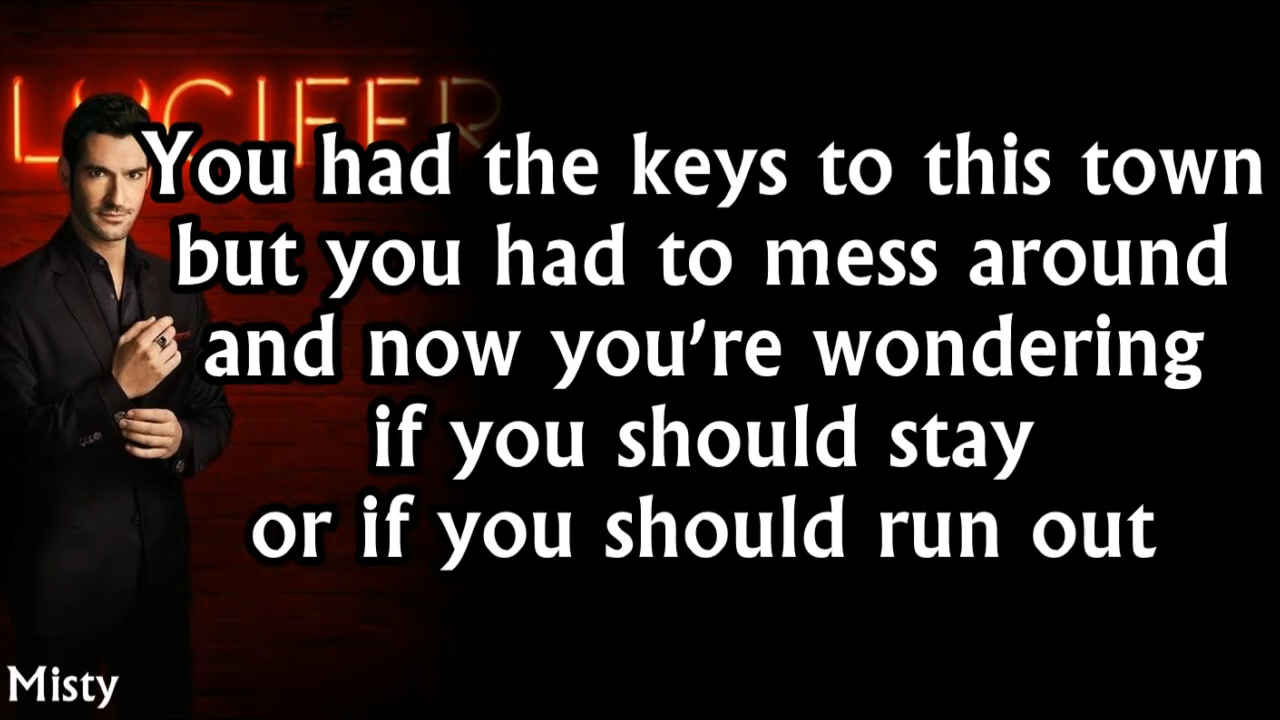 LUCIFER
You had the keys to this town
but you had to mess around
and now you're wondering
if you should stay
or if you should run out
Misty